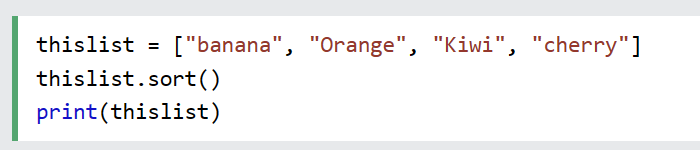 thislist = ["banana", "Orange", "Kiwi", "cherry"]
thislist.sort()
print(thislist)